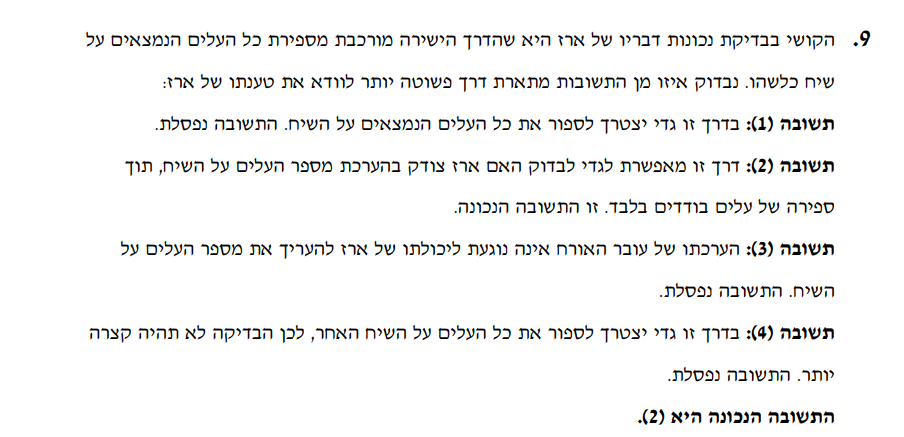 9. הקושי בבדיקת נכונות דבריו של ארז היא שהדרך הישירה מורכבת מספירת כל העלים הנמצאים על
שיח כלשהו. נבדוק איזו מן התשובות מתארת דרך פשוטה יותר לוודא את טענתו של ארז:
תשובה (1): בדרך זו גדי יצטרך לספור את כל העלים הנמצאים על השיח. התשובה נפסלת.
תשובה (2): דרך זו מאפשרת לגדי לבדוק האם ארז צודק בהערכת מספר העלים על השיח, תוך
ספירה של עלים בודדים בלבד. זו התשובה הנכונה.
תשובה (3): הערכתו של עובר האורח אינה נוגעת ליכולתו של ארז להעריך את מספר העלים על
השיח. התשובה נפסלת.
תשובה (4): בדרך זו גדי יצטרך לספור את כל העלים על השיח האחר, לכן הבדיקה לא תהיה קצרה
יותר. התשובה נפסלת.
התשובה הנכונה היא (2).